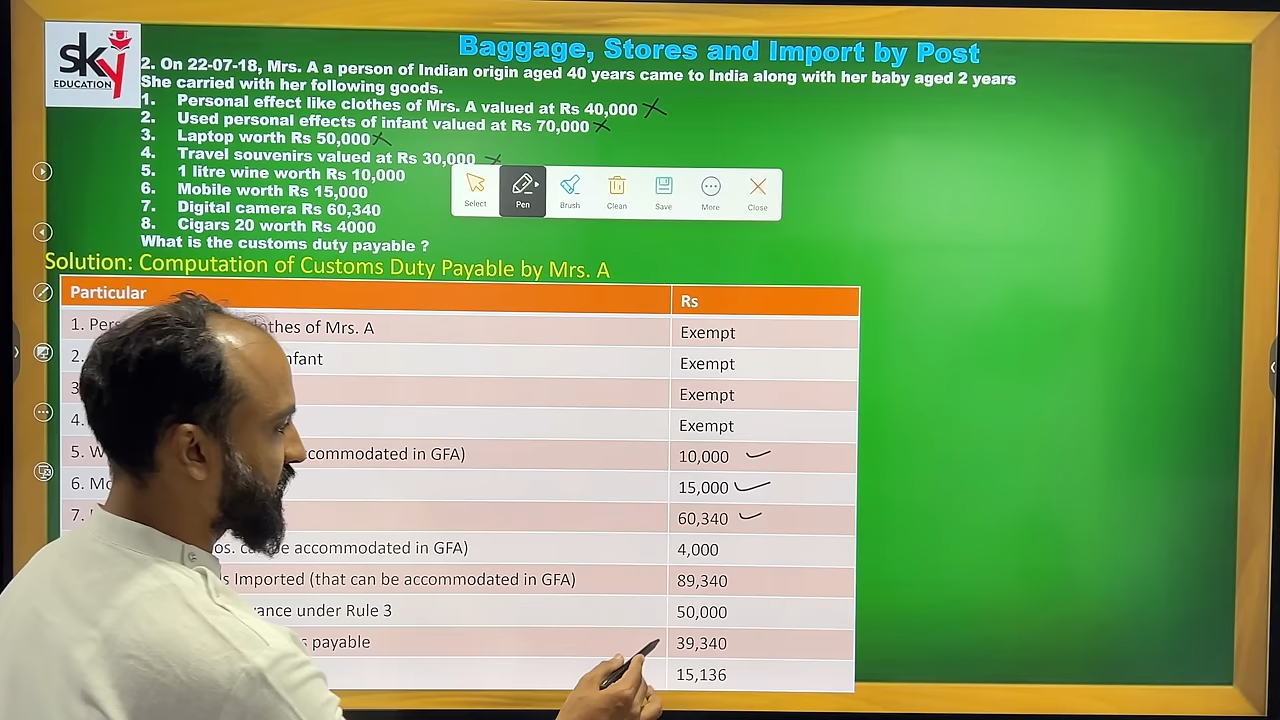 sky
EDUCATION
Baggage, Stores and Import by Post
2. On 22-07-18, Mrs. A a person of Indian origin aged 40 years came to India along with her baby aged 2 years
She carried with her following goods.
1. Personal effect like clothes of Mrs. A valued at Rs 40,000
2. Used personal effects of infant valued at Rs 70,000
3. Laptop worth Rs 50,000
4. Travel souvenirs valued at Rs 30,000
5. 1 litre wine worth Rs 10,000
6. Mobile worth Rs 15,000
7. Digital camera Rs 60,340
8. Cigars 20 worth Rs 4000
What is the customs duty payable ?
Select Pen Brush Clean Save More Close
Solution: Computation of Customs Duty Payable by Mrs. A
Particular Rs
1. clothes of Mrs. A Exempt
2. infant Exempt
3 Exempt
4. Exempt
5. accommodated in GFA) 10,000
6. 15,000
7. 60,340
be accommodated in GFA) 4,000
Imported (that can be accommodated in GFA) 89,340
under Rule 3 50,000
payable 39,340
15,136